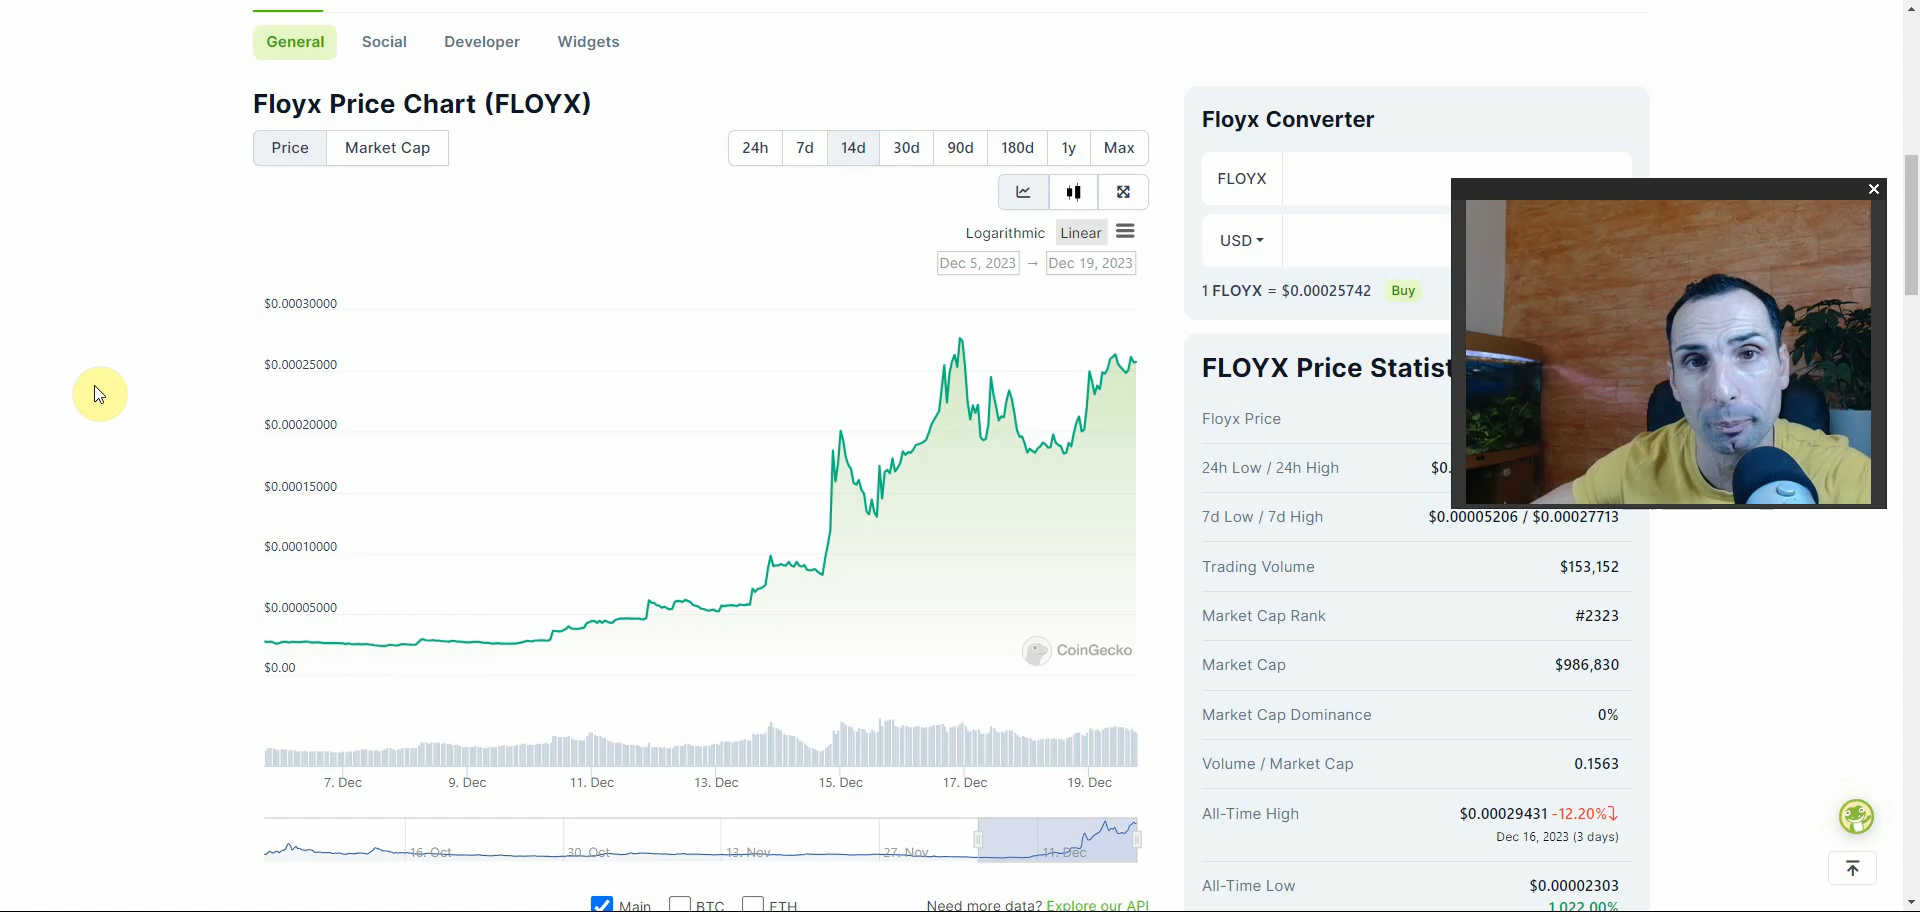 General Social Developer Widgets
Floyx Price Chart (FLOYX)
Price Market Cap
24h 7d 14d 30d 90d 180d 1y Max
Logarithmic Linear
Dec 5, 2023 → Dec 19, 2023
$0.00030000
$0.00025000
$0.00020000
$0.00015000
$0.00010000
$0.00005000
$0.00
CoinGecko
7. Dec 9. Dec 11. Dec 13. Dec 15. Dec 17. Dec 19. Dec
16. Oct 30. Oct 13. Nov 27. Nov 11. Dec
Main BTC ETH
Need more data? Explore our API
Floyx Converter
FLOYX
USD
1 FLOYX = $0.00025742 Buy
FLOYX Price
Floyx Price
24h Low / 24h High $0.
7d Low / 7d High $0.00005206 / $0.00027713
Trading Volume $153,152
Market Cap Rank #2323
Market Cap $986,830
Market Cap Dominance 0%
Volume / Market Cap 0.1563
All-Time High $0.00029431 -12.20%
Dec 16, 2023 (3 days)
All-Time Low $0.00002303
1,022.00%